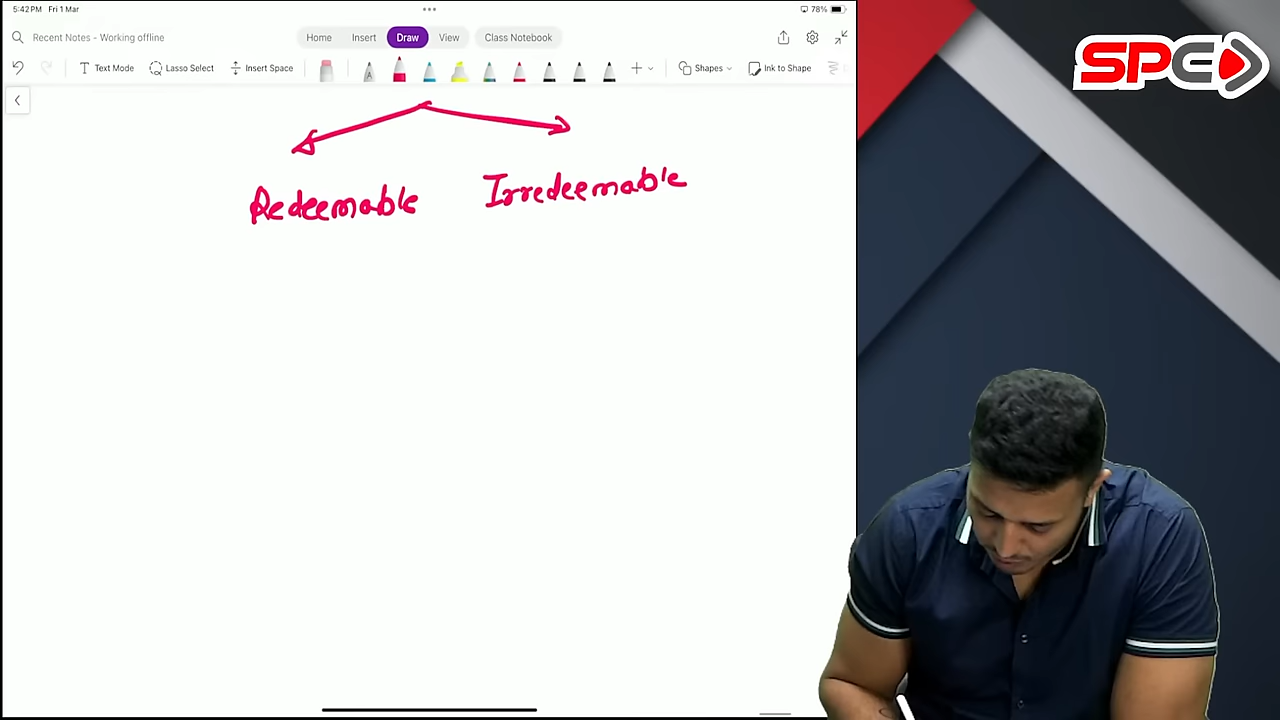 5:42 PM Fri 1 Mar
78%
Recent Notes - Working offline
Home Insert Draw View Class Notebook
Text Mode Lasso Select Insert Space Shapes Ink to Shape
SPED
Redeemable Irredeemable